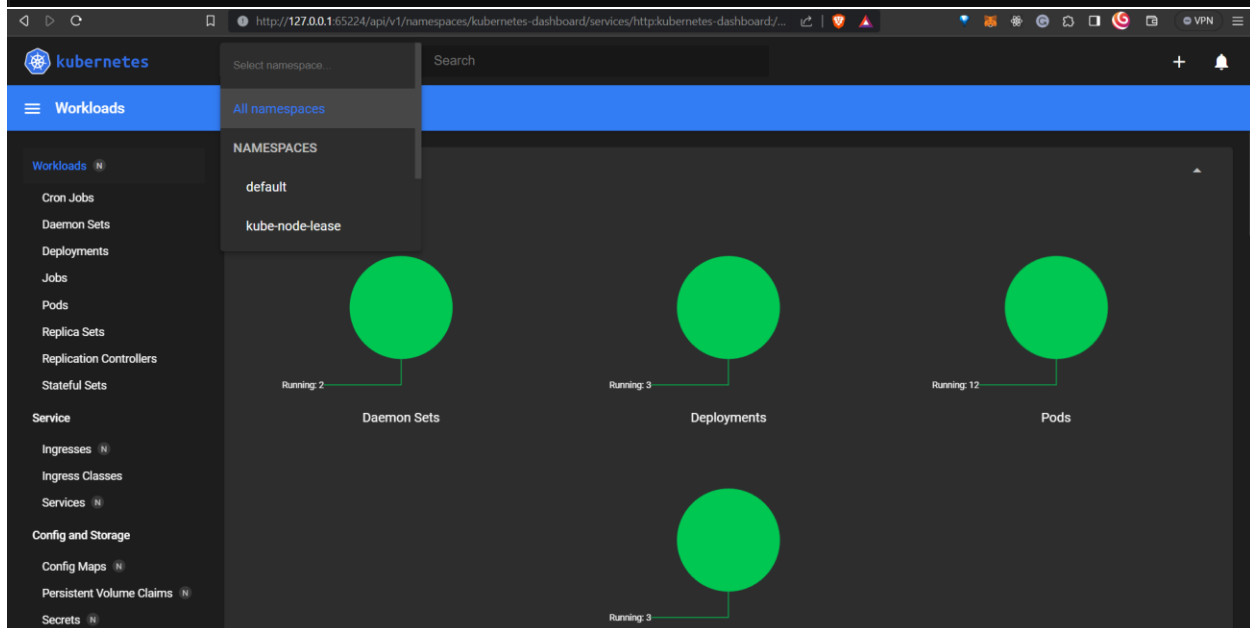 http://127.0.0.1:65224/api/v1/namespaces/kubernetes-dashboard/services/http:kubernetes-dashboard:/...
VPN
kubernetes
Select namespace...
Search
Workloads
All namespaces
NAMESPACES
default
kube-node-lease
Workloads N
Cron Jobs
Daemon Sets
Deployments
Jobs
Pods
Replica Sets
Replication Controllers
Stateful Sets
Service
Ingresses N
Ingress Classes
Services N
Config and Storage
Config Maps N
Persistent Volume Claims N
Secrets N
Running: 2
Daemon Sets
Running: 3
Deployments
Running: 12
Pods
Running: 3